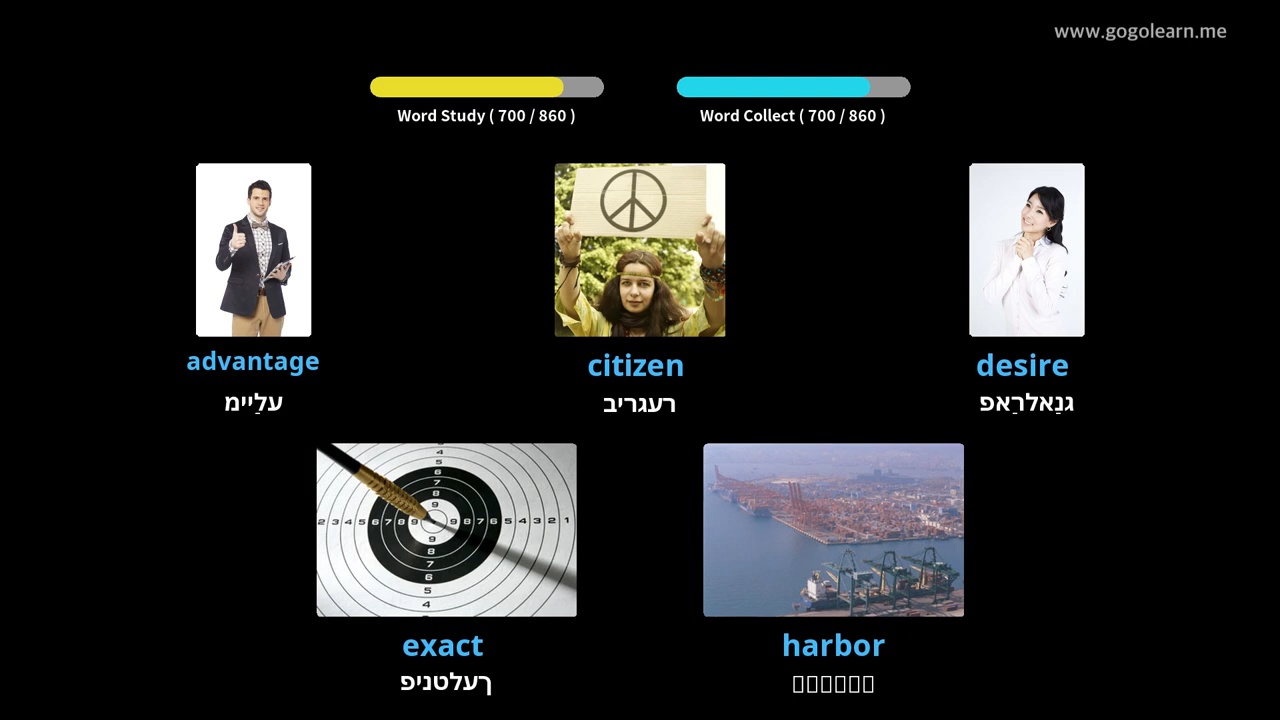 www.gogolearn.me
Word Study ( 700 / 860 )
Word Collect ( 700 / 860 )
advantage
עלַיימ
citizen
רעגריב
desire
גנַאלרַאפ
exact
ךעלטניפ
harbor